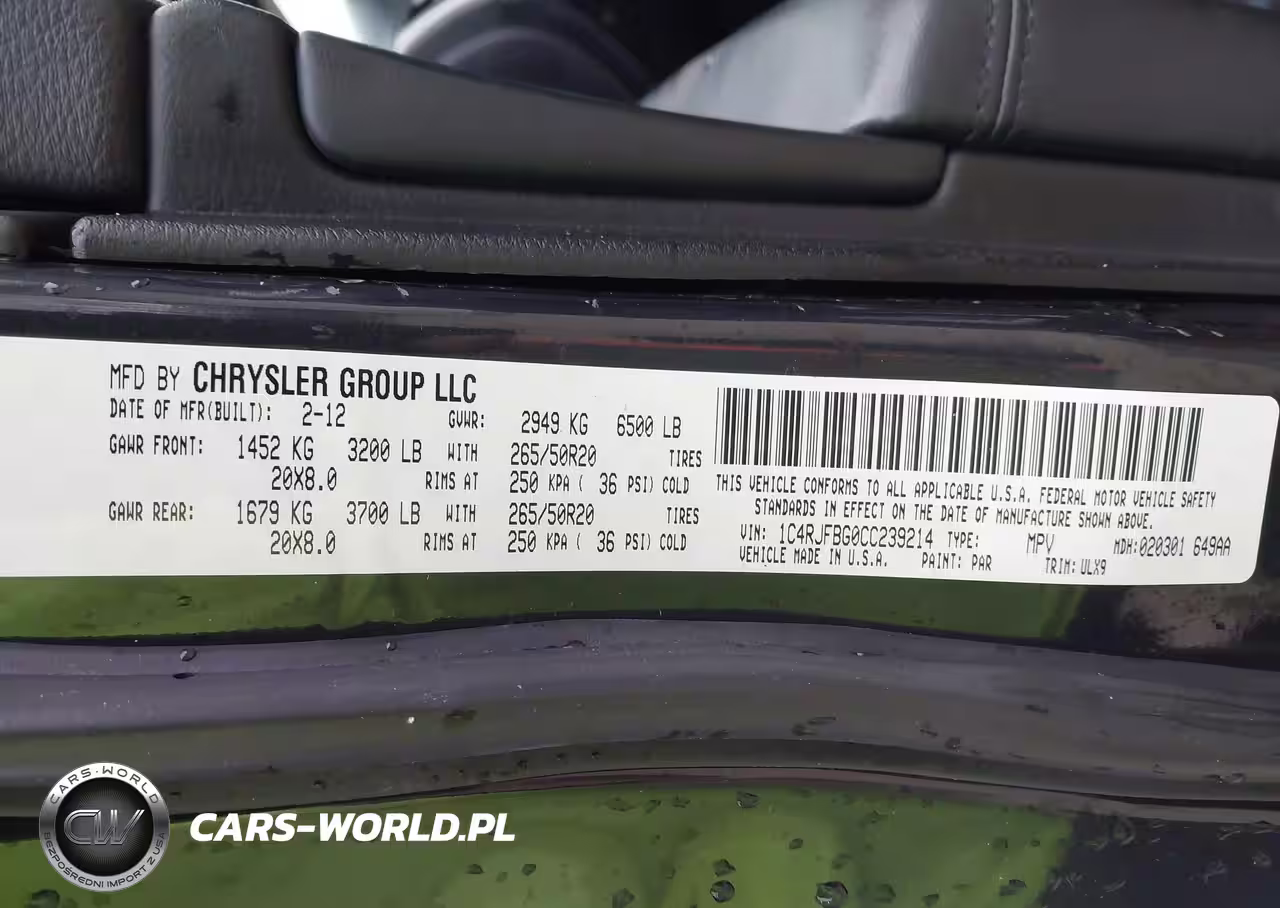 MFD BY CHRYSLER GROUP LLC
DATE OF MFR(BUILT): 2-12 GVWR: 2949 KG 6500 LB
GAWR FRONT: 1452 KG 3200 LB WITH 265/50R20 TIRES
20X8.0 RIMS AT 250 KPA ( 36 PSI) COLD
GAWR REAR: 1679 KG 3700 LB WITH 265/50R20 TIRES
20X8.0 RIMS AT 250 KPA ( 36 PSI) COLD
THIS VEHICLE CONFORMS TO ALL APPLICABLE U.S.A. FEDERAL MOTOR VEHICLE SAFETY
STANDARDS IN EFFECT ON THE DATE OF MANUFACTURE SHOWN ABOVE.
VIN: 1C4RJFBG0CC239214 TYPE: MPV MDH:020301 649AA
VEHICLE MADE IN U.S.A. PAINT: PAR TRIM: ULX9
CARS-WORLD
CW
BEZPOŚREDNI IMPORT Z USA
CARS-WORLD.PL